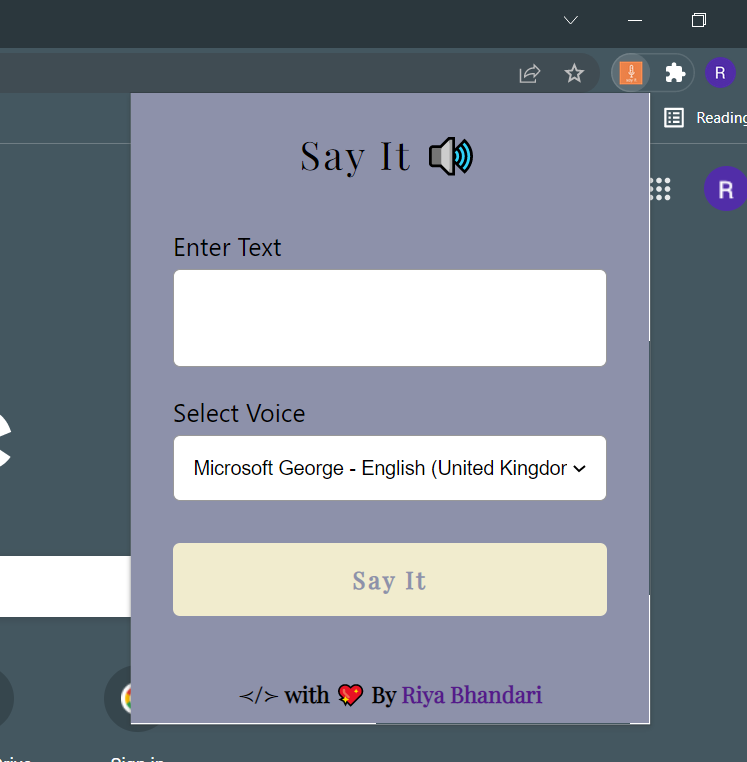 R
Reading
Say It
R
Enter Text
Select Voice
Microsoft George - English (United Kingdor
Say It
</> with 💖 By Riya Bhandari
Sign in